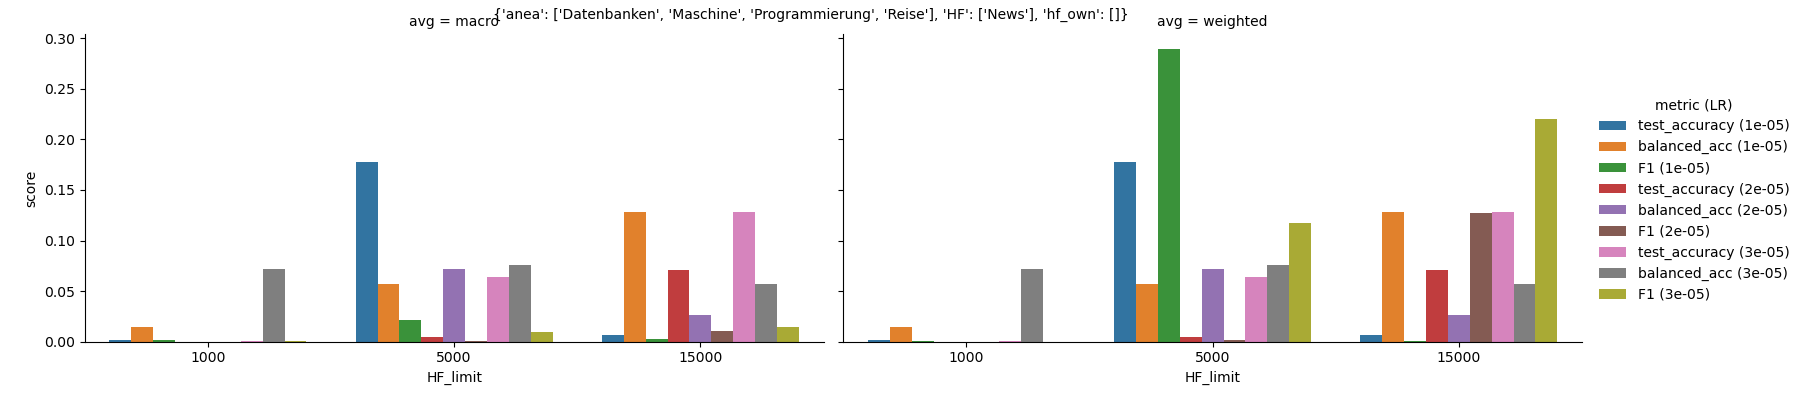 {'anea': ['Datenbanken', 'Maschine', 'Programmierung', 'Reise'], 'HF': ['News'], 'hf_own': []}
avg = macro
avg = weighted
0.30
0.25
0.20
0.15
0.10
0.05
0.00
score
1000
5000
15000
HF_limit
1000
5000
15000
HF_limit
metric (LR)
test_accuracy (1e-05)
balanced_acc (1e-05)
F1 (1e-05)
test_accuracy (2e-05)
balanced_acc (2e-05)
F1 (2e-05)
test_accuracy (3e-05)
balanced_acc (3e-05)
F1 (3e-05)